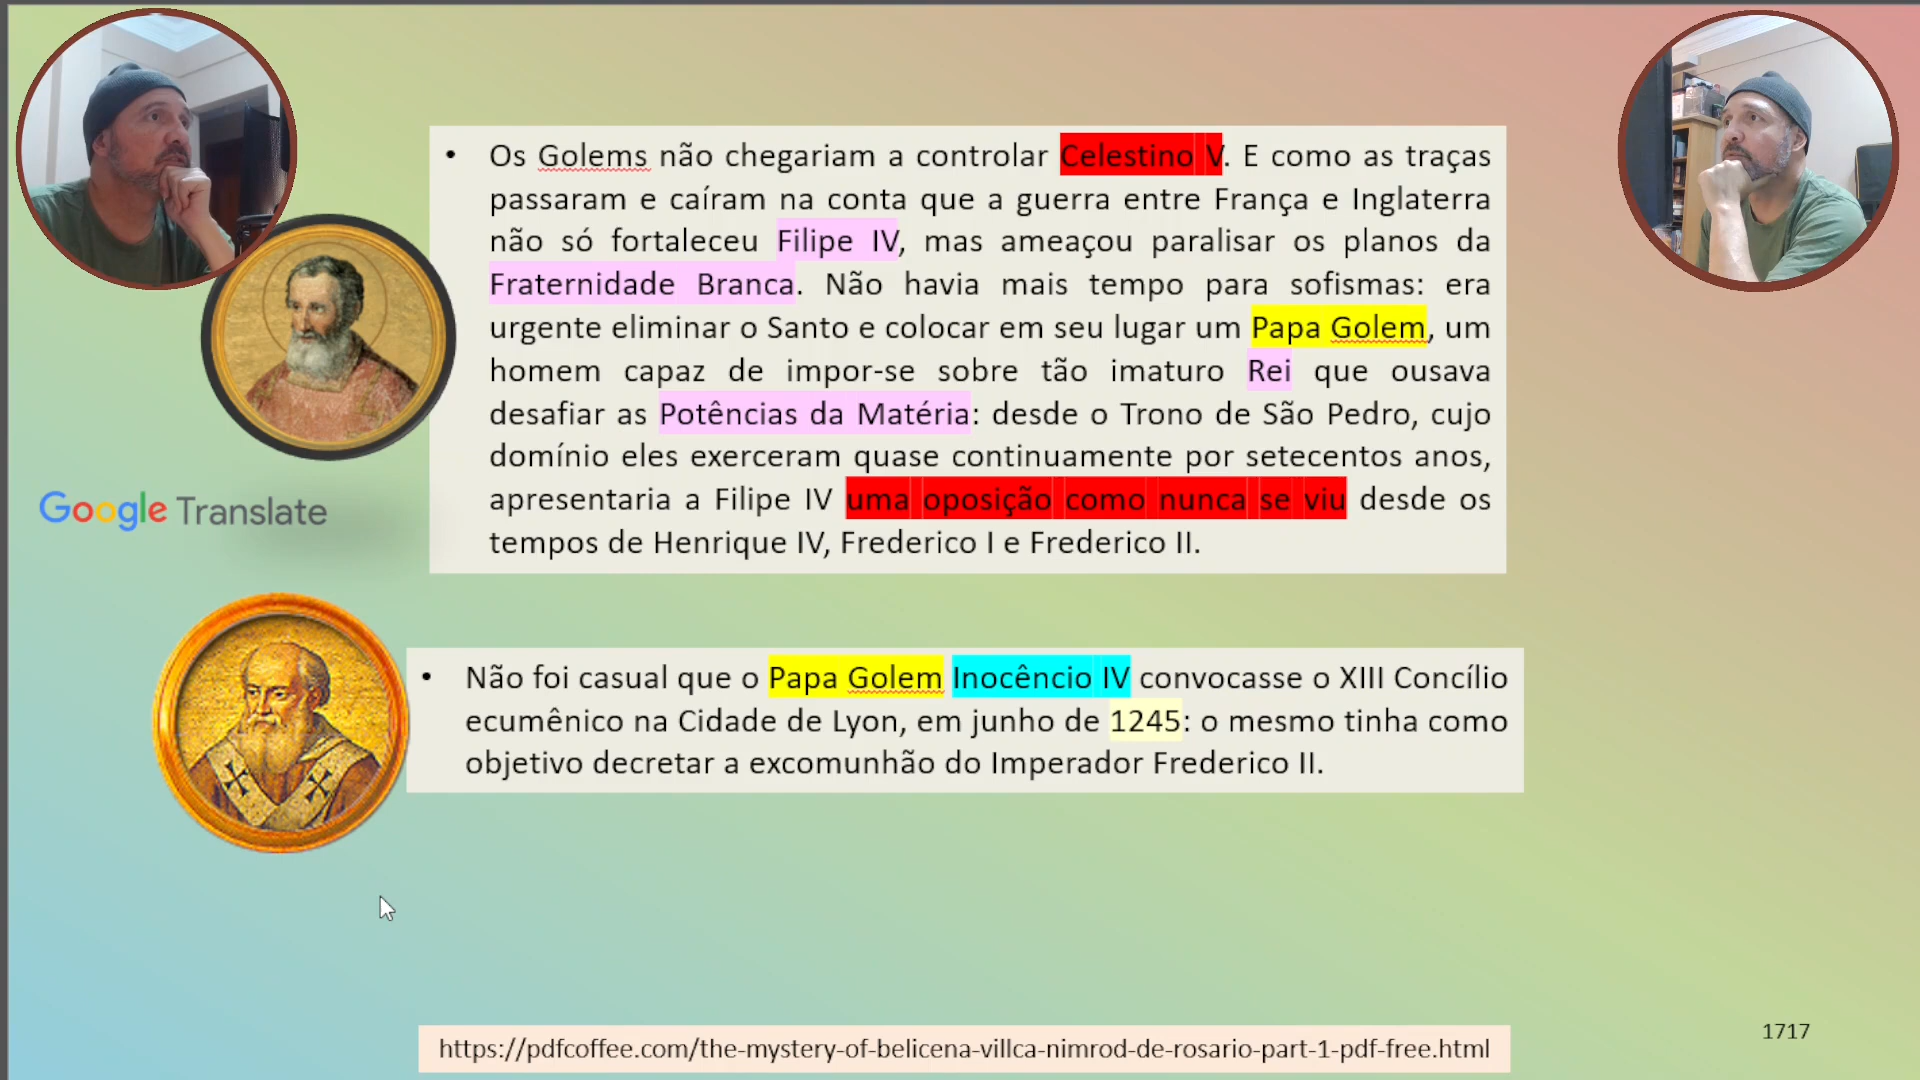 • Os Golems não chegariam a controlar Celestino V. E como as traças
passaram e caíram na conta que a guerra entre França e Inglaterra
não só fortaleceu Filipe IV, mas ameaçou paralisar os planos da
Fraternidade Branca. Não havia mais tempo para sofismas: era
urgente eliminar o Santo e colocar em seu lugar um Papa Golem, um
homem capaz de impor-se sobre tão imaturo Rei que ousava
desafiar as Potências da Matéria: desde o Trono de São Pedro, cujo
domínio eles exerceram quase continuamente por setecentos anos,
apresentaria a Filipe IV uma oposição como nunca se viu desde os
tempos de Henrique IV, Frederico I e Frederico II.
Google Translate
• Não foi casual que o Papa Golem Inocêncio IV convocasse o XIII Concílio
ecumênico na Cidade de Lyon, em junho de 1245: o mesmo tinha como
objetivo decretar a excomunhão do Imperador Frederico II.
1717
https://pdfcoffee.com/the-mystery-of-belicena-villca-nimrod-de-rosario-part-1-pdf-free.html